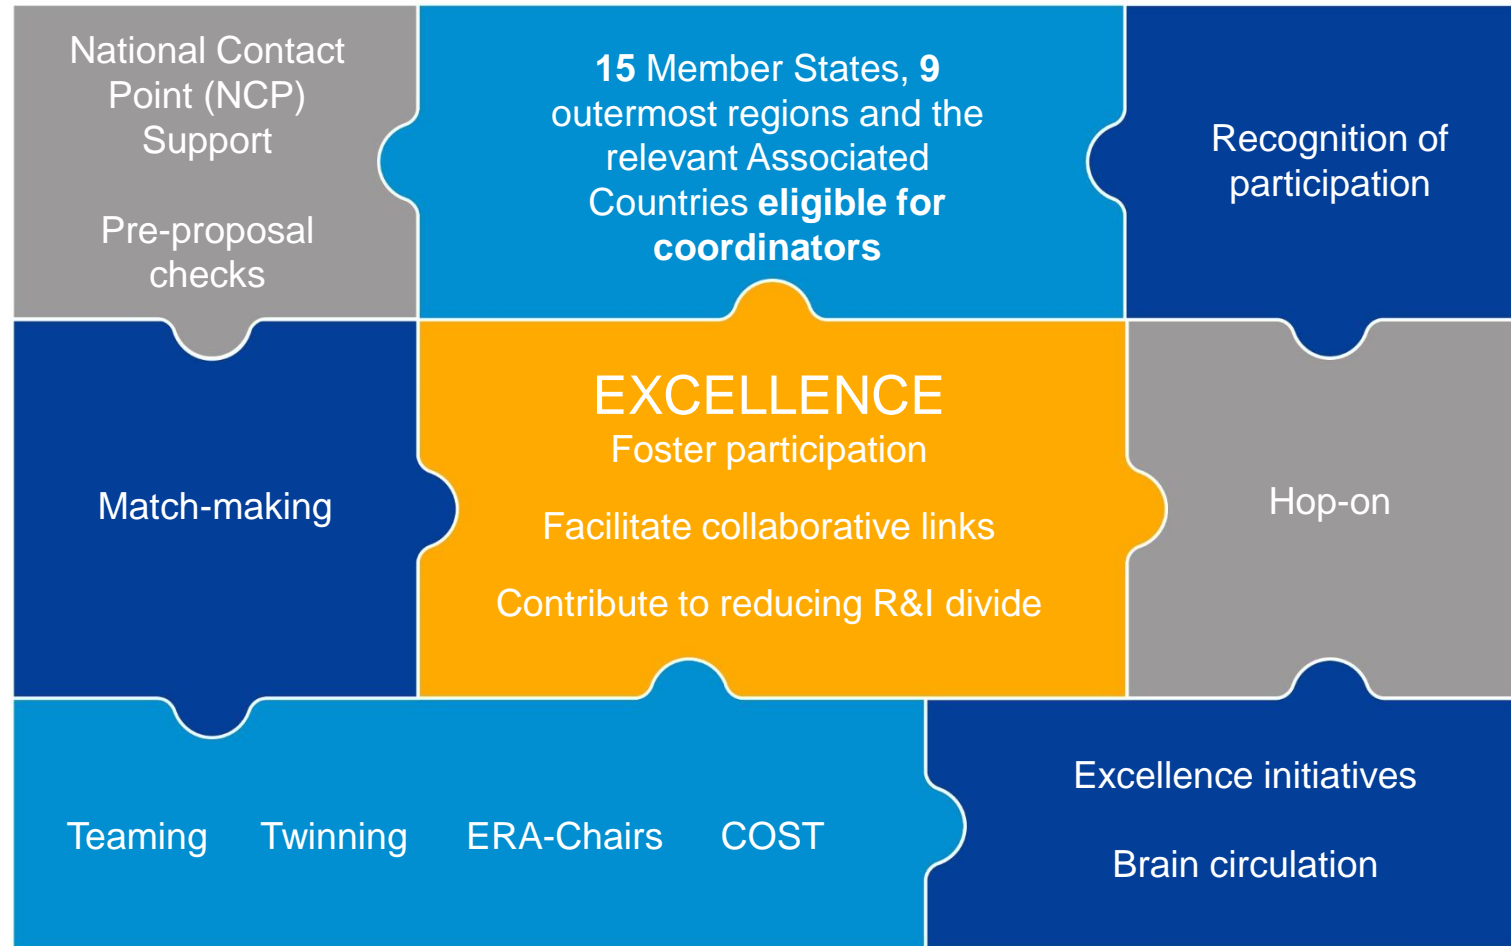 National Contact
Point (NCP)
Support
Pre-proposal
checks
15 Member States, 9
outermost regions and the
relevant Associated
Countries eligible for
coordinators
Recognition of
participation
Match-making
EXCELLENCE
Foster participation
Facilitate collaborative links
Contribute to reducing R&I divide
Hop-on
Teaming Twinning ERA-Chairs COST
Excellence initiatives
Brain circulation